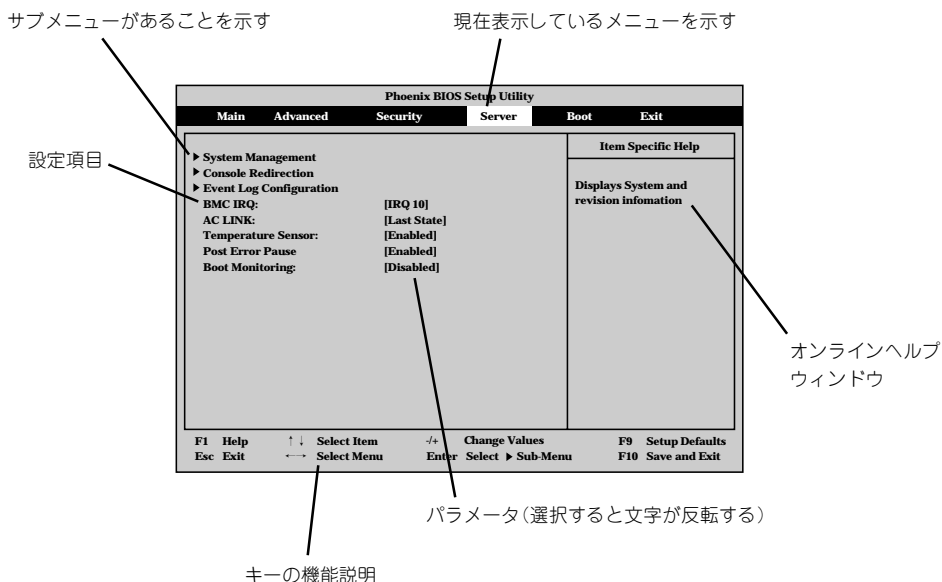 サブメニューがあることを示す
現在表示しているメニューを示す
Phoenix BIOS Setup Utility
Main Advanced Security Server Boot Exit
設定項目
Item Specific Help
▶ System Management
▶ Console Redirection
▶ Event Log Configuration
BMC IRQ: [IRQ 10]
AC LINK: [Last State]
Temperature Sensor: [Enabled]
Post Error Pause [Enabled]
Boot Monitoring: [Disabled]
Displays System and
revision infomation
オンラインヘルプ
ウィンドウ
F1 Help ↑↓ Select Item -/+ Change Values F9 Setup Defaults
Esc Exit ←→ Select Menu Enter Select ▶ Sub-Menu F10 Save and Exit
パラメータ(選択すると文字が反転する)
キーの機能説明